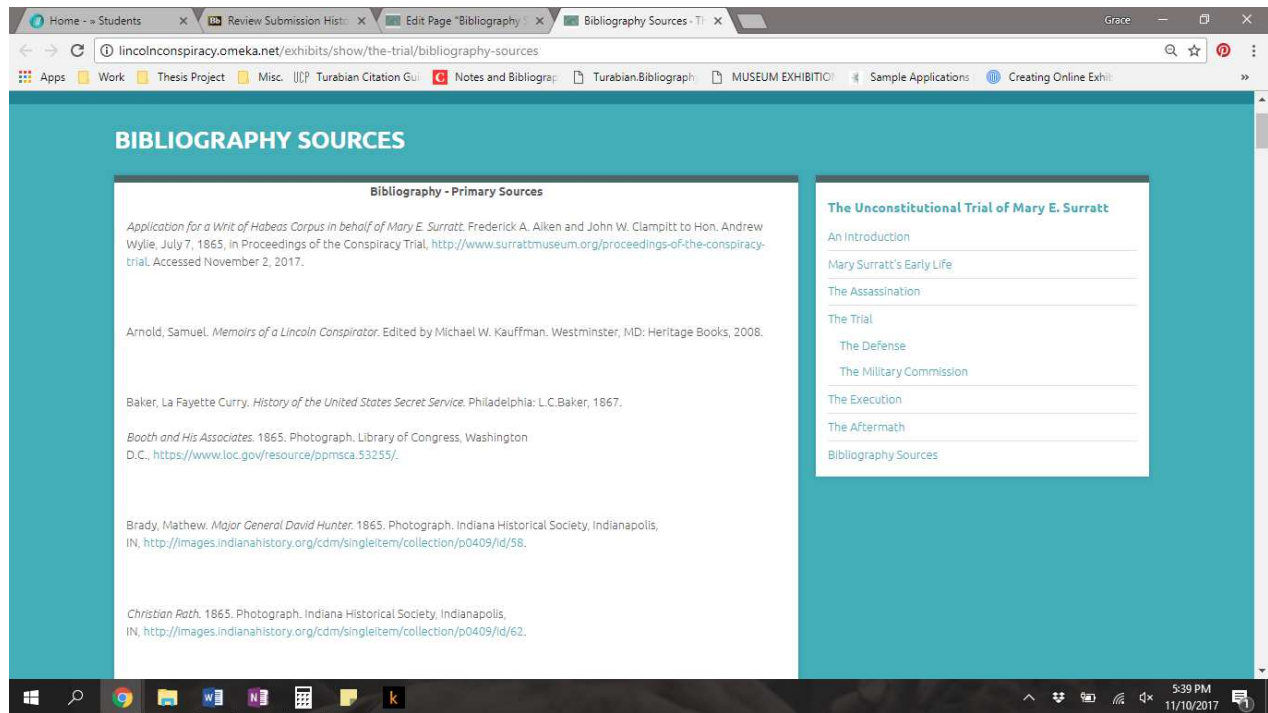 Home - » Students
Review Submission Histo
Edit Page "Bibliography S
Bibliography Sources · Th
Grace
lincolnconspiracy.omeka.net/exhibits/show/the-trial/bibliography-sources
Apps
Work
Thesis Project
Misc.
UCP Turabian Citation Gui
C Notes and Bibliograp
Turabian.Bibliograph
MUSEUM EXHIBITIO
Sample Applications
Creating Online Exhi
»
BIBLIOGRAPHY SOURCES
Bibliography - Primary Sources
Application for a Writ of Habeas Corpus in behalf of Mary E. Surratt. Frederick A. Aiken and John W. Clampitt to Hon. Andrew
Wylie, July 7, 1865, in Proceedings of the Conspiracy Trial, http://www.surrattmuseum.org/proceedings-of-the-conspiracy-
trial. Accessed November 2, 2017.
Arnold, Samuel. Memoirs of a Lincoln Conspirator. Edited by Michael W. Kauffman. Westminster, MD: Heritage Books, 2008.
Baker, La Fayette Curry. History of the United States Secret Service. Philadelphia: L.C.Baker, 1867.
Booth and His Associates. 1865. Photograph. Library of Congress, Washington
D.C., https://www.loc.gov/resource/ppmsca.53255/.
Brady, Mathew. Major General David Hunter. 1865. Photograph. Indiana Historical Society, Indianapolis,
IN, http://images.indianahistory.org/cdm/singleitem/collection/p0409/id/58.
Christian Rath. 1865. Photograph. Indiana Historical Society, Indianapolis,
IN, http://images.indianahistory.org/cdm/singleitem/collection/p0409/id/62.
The Unconstitutional Trial of Mary E. Surratt
An Introduction
Mary Surratt's Early Life
The Assassination
The Trial
The Defense
The Military Commission
The Execution
The Aftermath
Bibliography Sources
k
5:39 PM
11/10/2017